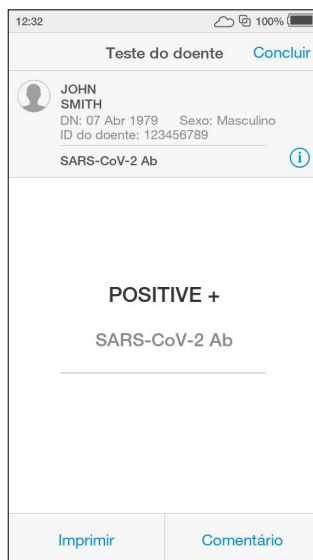 12:32 100%
Teste do doente Concluir
JOHN
SMITH
DN: 07 Abr 1979 Sexo: Masculino
ID do doente: 123456789
SARS-CoV-2 Ab i
POSITIVE +
SARS-CoV-2 Ab
Imprimir Comentário